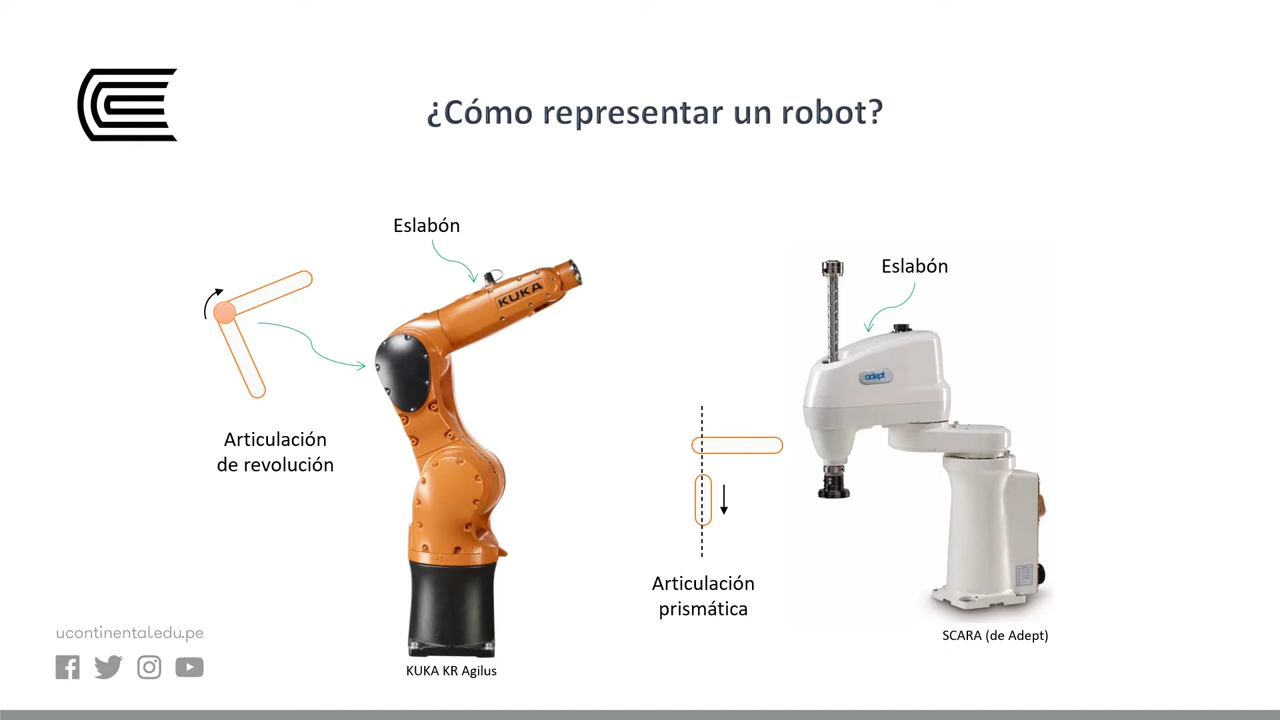 ¿Cómo representar un robot?
Eslabón
KUKA
Articulación
de revolución
KUKA KR Agilus
Eslabón
adept
Articulación
prismática
SCARA (de Adept)
ucontinental.edu.pe